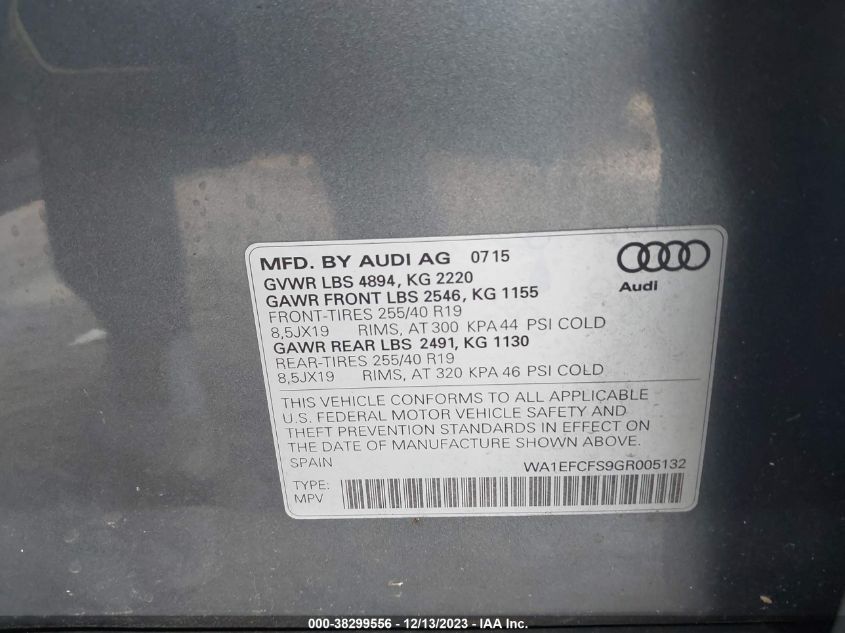 MFD. BY AUDI AG 0715
GVWR LBS 4894, KG 2220
GAWR FRONT LBS 2546, KG 1155
FRONT-TIRES 255/40 R19
8,5JX19 RIMS, AT 300 KPA 44 PSI COLD
GAWR REAR LBS 2491, KG 1130
REAR-TIRES 255/40 R19
8,5JX19 RIMS, AT 320 KPA 46 PSI COLD
Audi
THIS VEHICLE CONFORMS TO ALL APPLICABLE
U.S. FEDERAL MOTOR VEHICLE SAFETY AND
THEFT PREVENTION STANDARDS IN EFFECT ON
THE DATE OF MANUFACTURE SHOWN ABOVE.
SPAIN WA1EFCFS9GR005132
TYPE:
MPV
000-38299556 - 12/13/2023 - IAA Inc.